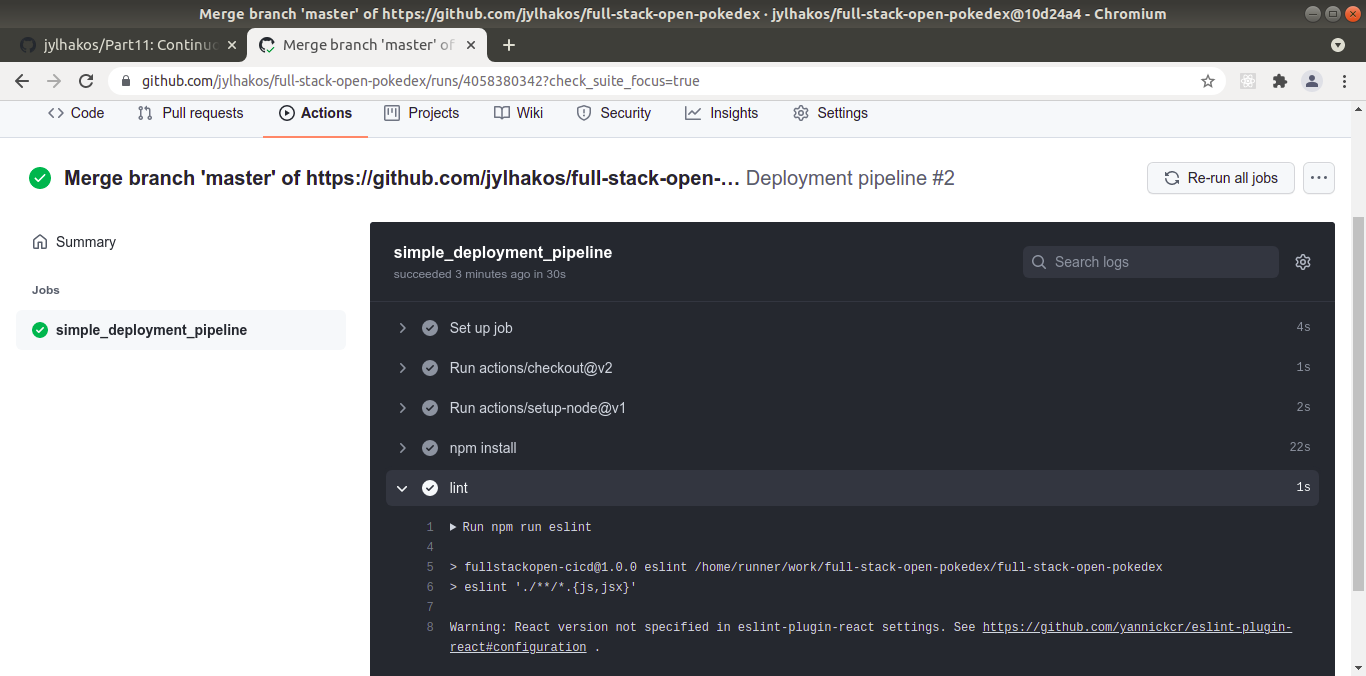 Merge branch 'master' of https://github.com/jylhakos/full-stack-open-pokedex · jylhakos/full-stack-open-pokedex@10d24a4 - Chromium
jylhakos/Part11: Continuo
Merge branch 'master' of
github.com/jylhakos/full-stack-open-pokedex/runs/4058380342?check_suite_focus=true
Code Pull requests Actions Projects Wiki Security Insights Settings
Merge branch 'master' of https://github.com/jylhakos/full-stack-open-… Deployment pipeline #2
Re-run all jobs
Summary
Jobs
simple_deployment_pipeline
simple_deployment_pipeline
succeeded 3 minutes ago in 30s
Search logs
Set up job 4s
Run actions/checkout@v2 1s
Run actions/setup-node@v1 2s
npm install 22s
lint 1s
1 Run npm run eslint
4
5 > fullstackopen-cicd@1.0.0 eslint /home/runner/work/full-stack-open-pokedex/full-stack-open-pokedex
6 > eslint './**/*.{js,jsx}'
7
8 Warning: React version not specified in eslint-plugin-react settings. See https://github.com/yannickcr/eslint-plugin-
react#configuration .